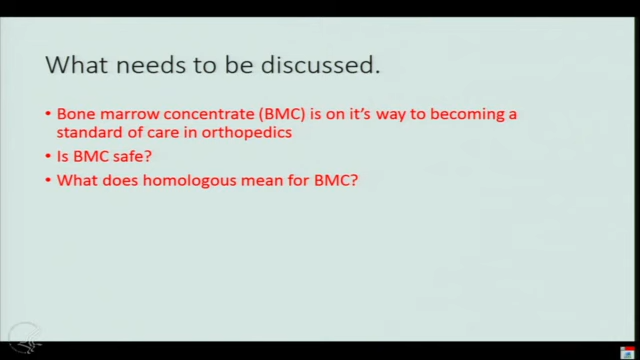 What needs to be discussed.
• Bone marrow concentrate (BMC) is on it's way to becoming a
standard of care in orthopedics
• Is BMC safe?
• What does homologous mean for BMC?